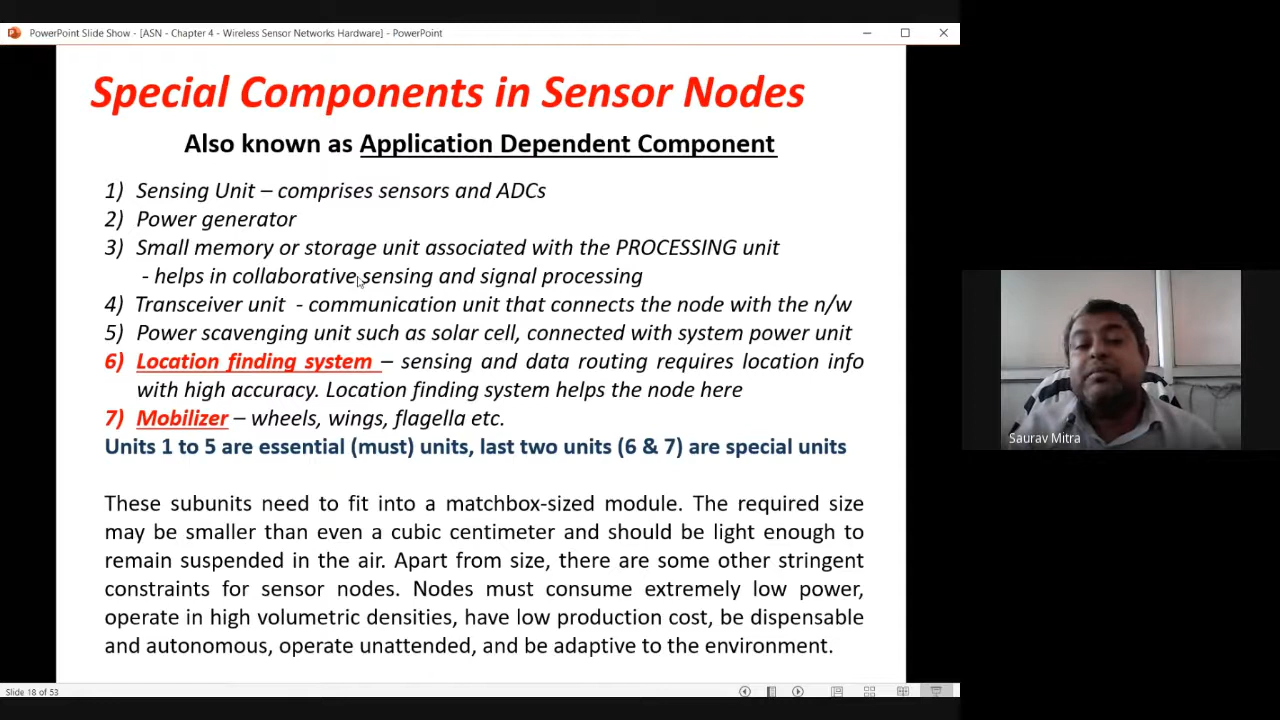 PowerPoint Slide Show - [ASN - Chapter 4 - Wireless Sensor Networks Hardware] - PowerPoint
Special Components in Sensor Nodes
Also known as Application Dependent Component
1) Sensing Unit – comprises sensors and ADCs
2) Power generator
3) Small memory or storage unit associated with the PROCESSING unit
- helps in collaborative sensing and signal processing
4) Transceiver unit - communication unit that connects the node with the n/w
5) Power scavenging unit such as solar cell, connected with system power unit
6) Location finding system – sensing and data routing requires location info
with high accuracy. Location finding system helps the node here
7) Mobilizer – wheels, wings, flagella etc.
Units 1 to 5 are essential (must) units, last two units (6 & 7) are special units
These subunits need to fit into a matchbox-sized module. The required size
may be smaller than even a cubic centimeter and should be light enough to
remain suspended in the air. Apart from size, there are some other stringent
constraints for sensor nodes. Nodes must consume extremely low power,
operate in high volumetric densities, have low production cost, be dispensable
and autonomous, operate unattended, and be adaptive to the environment.
Slide 18 of 53
Saurav Mitra